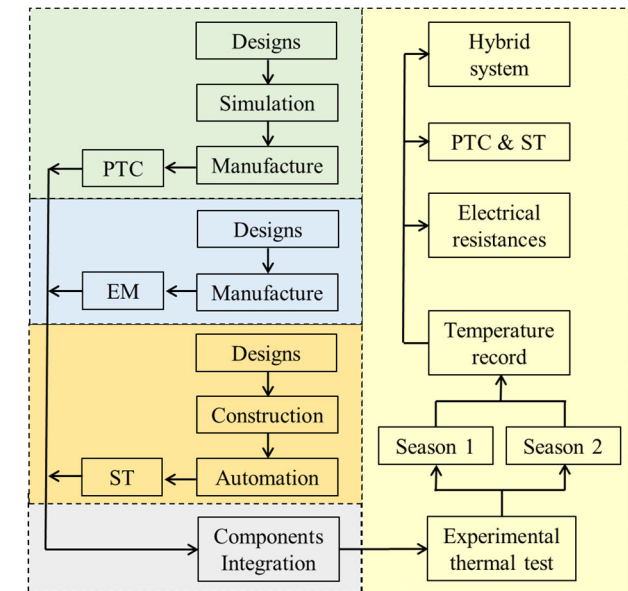 Designs
Simulation
Manufacture
PTC
Designs
Manufacture
EM
Designs
Construction
Automation
ST
Components
Integration
Hybrid
system
PTC & ST
Electrical
resistances
Temperature
record
Season 1
Season 2
Experimental
thermal test